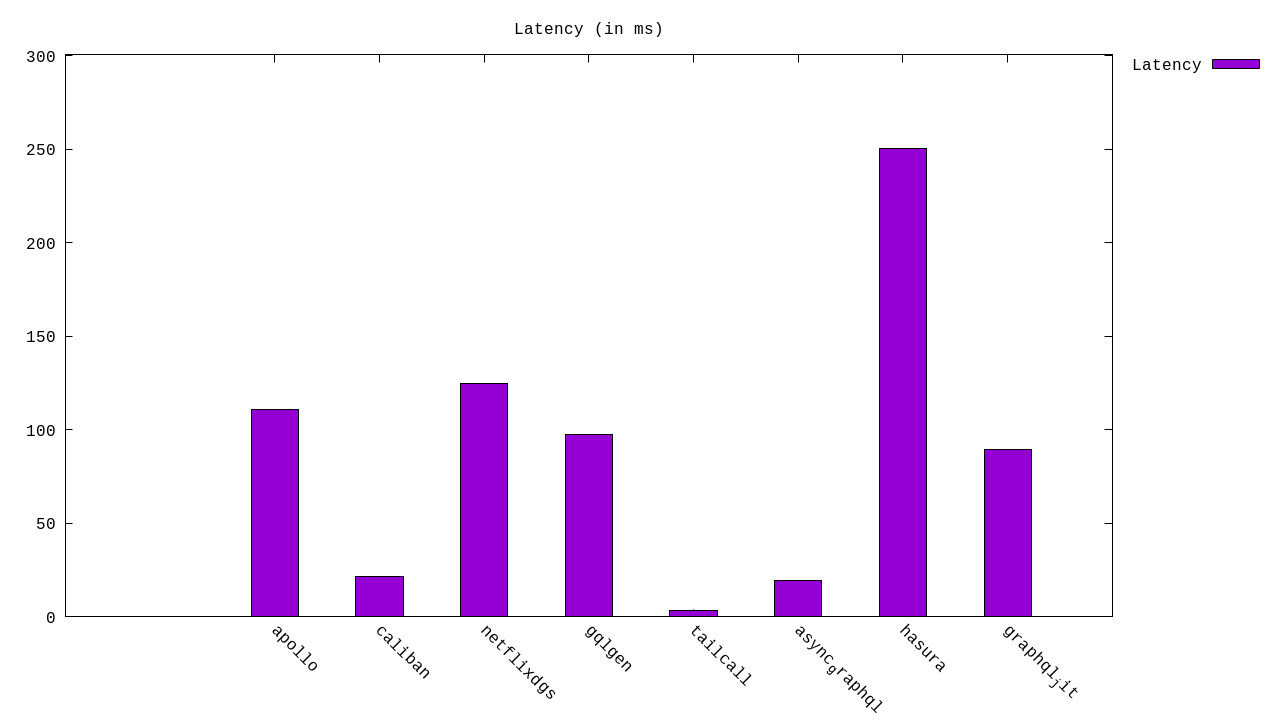 Latency (in ms)
Latency
300
250
200
150
100
50
0
apollo
caliban
netflixdgs
gqlgen
tailcall
async_graphql
hasura
graphql_jit